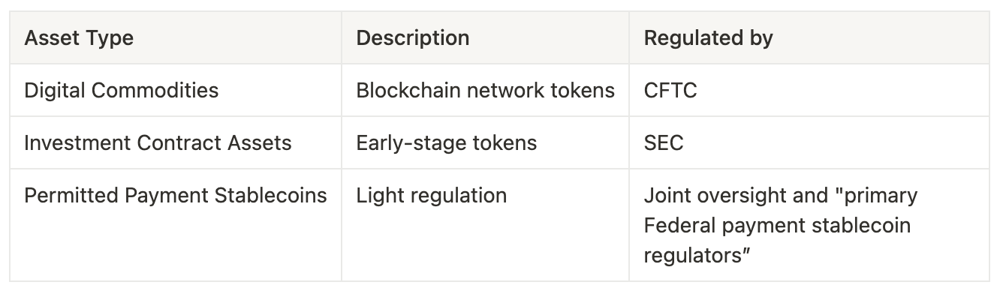 Asset Type
Description
Regulated by
Digital Commodities
Blockchain network tokens
CFTC
Investment Contract Assets
Early-stage tokens
SEC
Permitted Payment Stablecoins
Light regulation
Joint oversight and "primary
Federal payment stablecoin
regulators”